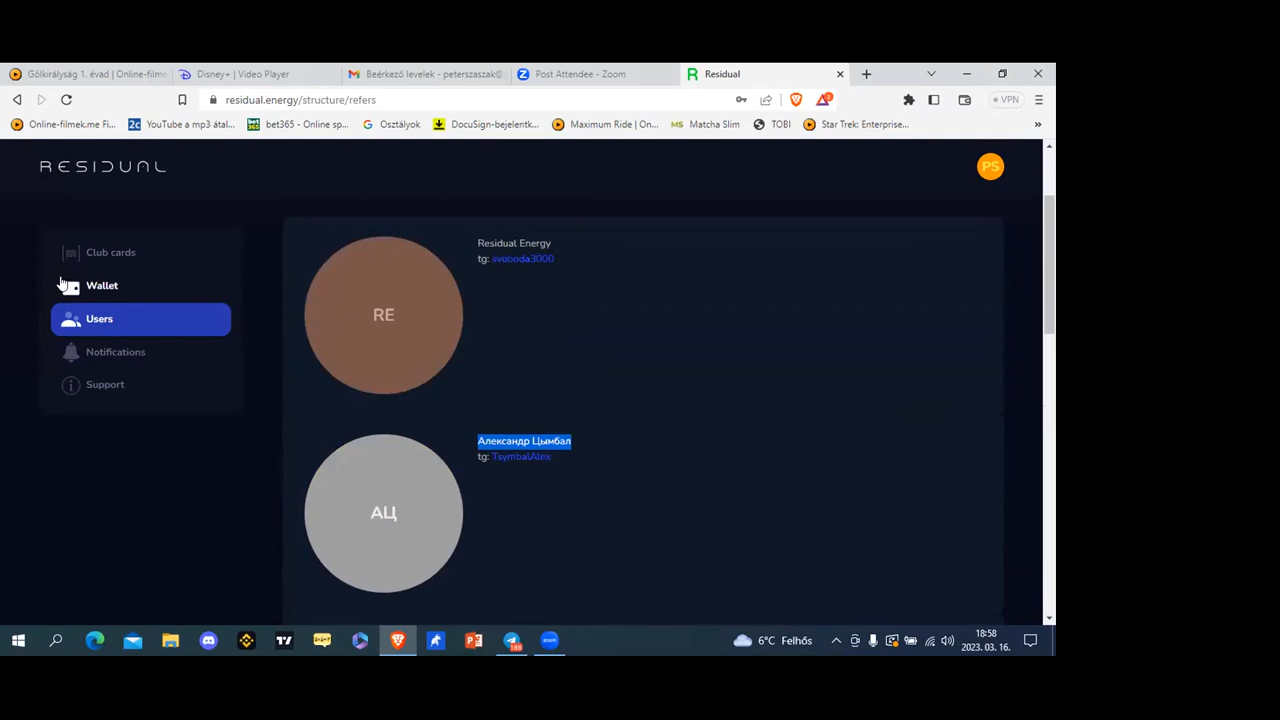 Gólkirályság 1. évad | Online-filme
Disney+ | Video Player
Beérkező levelek - peterszaszak@
Post Attendee - Zoom
Residual
residual.energy/structure/refers
VPN
Online-filmek.me Fi...
YouTube a mp3 átal...
bet365 - Online sp...
Osztályok
DocuSign-bejelentk...
Maximum Ride | On...
MS Matcha Slim
TOBI
Star Trek: Enterprise...
RESIDUAL
PS
Club cards
Wallet
Users
Notifications
Support
RE
Residual Energy
tg: svoboda3000
АЦ
Александр Цымбал
tg: TsymbalAlex
188
zoom
6°C Felhős
18:58
2023. 03. 16.